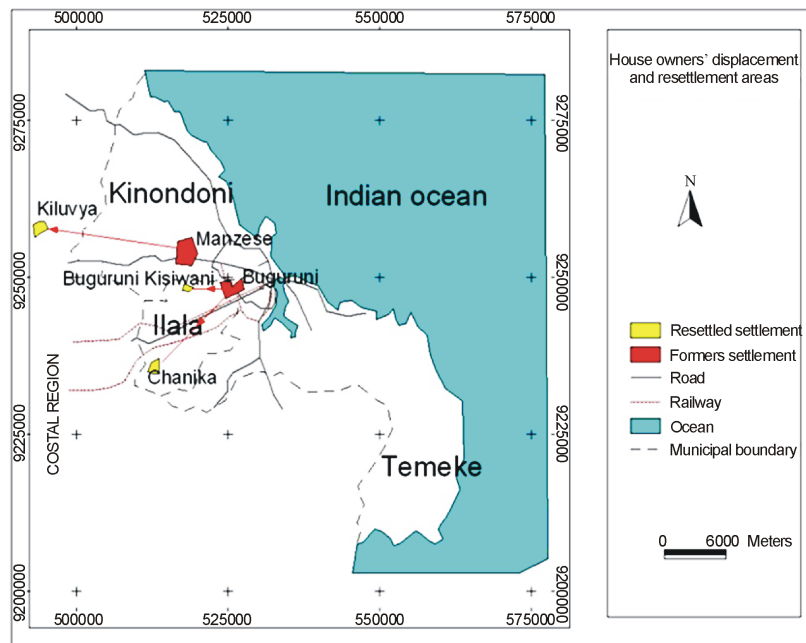 500000 525000 550000 575000
9275000 9275000
Kinondoni
Indian ocean
Kiluvya
Manzese
9250000 9250000
Buguruni Kisiwani Buguruni
Ilala
Chanika
COSTAL REGION
9225000 9225000
Temeke
9200000 9200000
500000 525000 550000 575000
House owners’ displacement
and resettlement areas
N
Resettled settlement
Formers settlement
Road
Railway
Ocean
Municipal boundary
0 6000 Meters